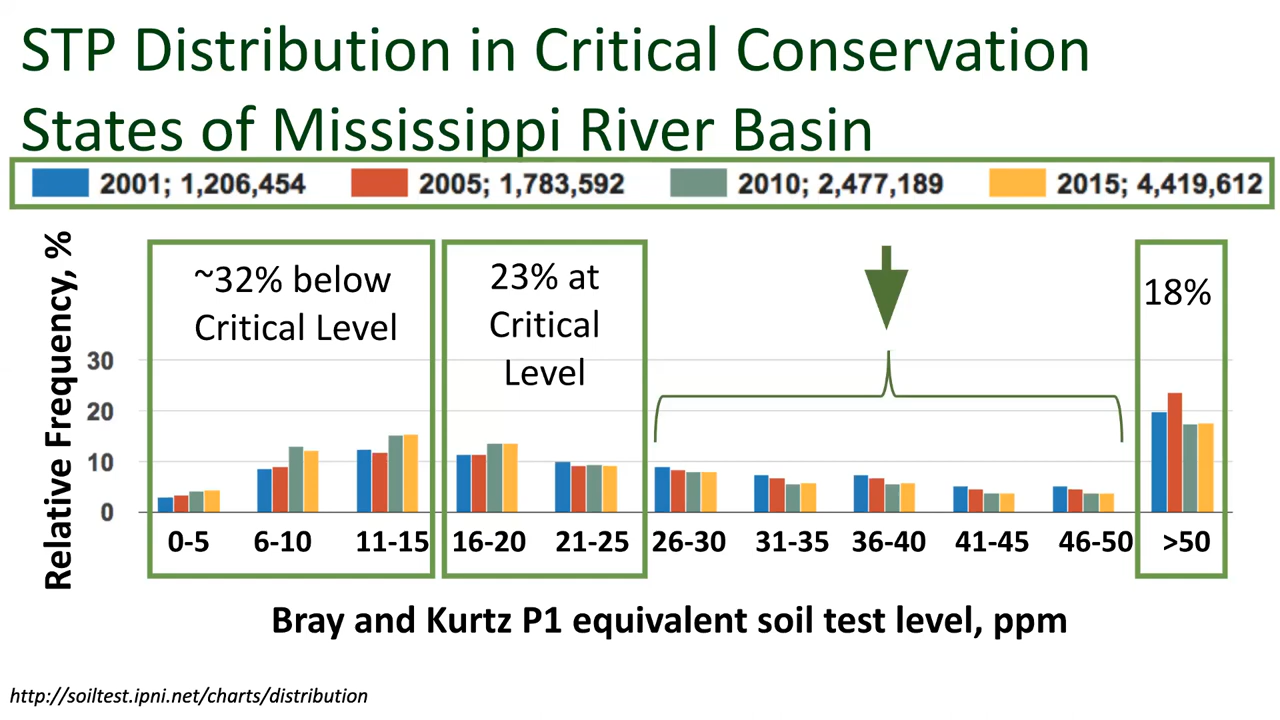 STP Distribution in Critical Conservation
States of Mississippi River Basin
2001; 1,206,454 2005; 1,783,592 2010; 2,477,189 2015; 4,419,612
Relative Frequency, %
~32% below
Critical Level
23% at
Critical
Level
18%
30
20
10
0
0-5 6-10 11-15 16-20 21-25 26-30 31-35 36-40 41-45 46-50 >50
Bray and Kurtz P1 equivalent soil test level, ppm
http://soiltest.ipni.net/charts/distribution